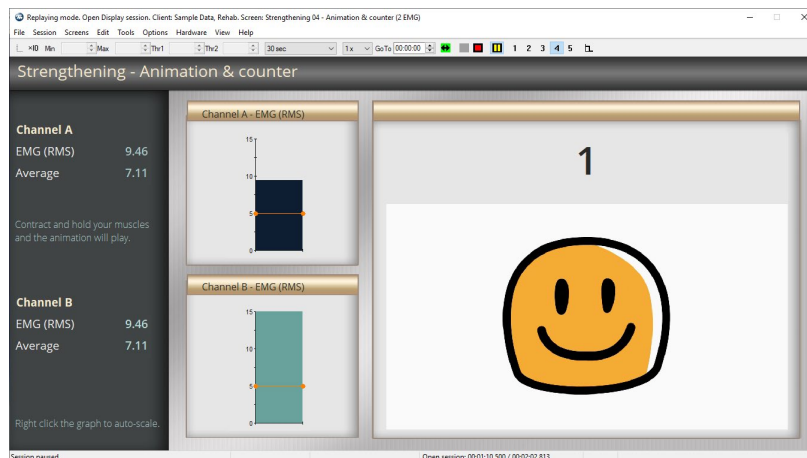 Replaying mode. Open Display session. Client: Sample Data, Rehab. Screen: Strengthening 04 - Animation & counter (2 EMG)
File Session Screens Edit Tools Options Hardware View Help
×|D Min Max Thr1 Thr2 30 sec 1 x GoTo 00:00:00 1 2 3 4 5
Strengthening - Animation & counter
Channel A
EMG (RMS) 9.46
Average 7.11
Contract and hold your muscles
and the animation will play.
Channel B
EMG (RMS) 9.46
Average 7.11
Right click the graph to auto-scale.
Channel A - EMG (RMS)
15
10
5
0
Channel B - EMG (RMS)
15
5
0
1
Session paused
Open session: 00:01:10.500 / 00:02:02.813